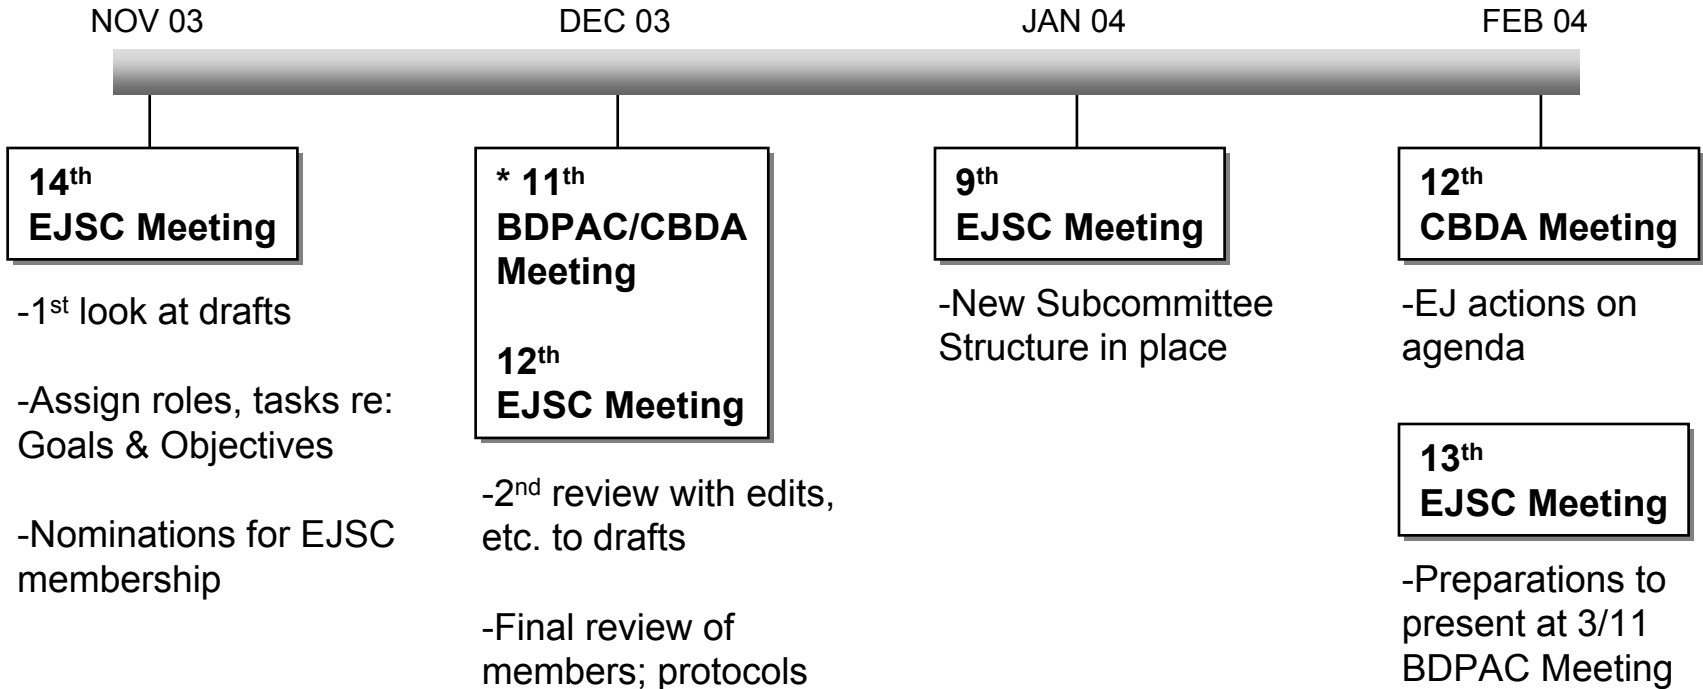 NOV 03
DEC 03
JAN 04
FEB 04
14th
EJSC Meeting
-1st look at drafts
-Assign roles, tasks re:
Goals & Objectives
-Nominations for EJSC
membership
* 11th
BDPAC/CBDA
Meeting
12th
EJSC Meeting
-2nd review with edits,
etc. to drafts
-Final review of
members; protocols
9th
EJSC Meeting
-New Subcommittee
Structure in place
12th
CBDA Meeting
-EJ actions on
agenda
13th
EJSC Meeting
-Preparations to
present at 3/11
BDPAC Meeting